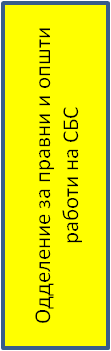 Одделение за правни и општи
работи на СБС